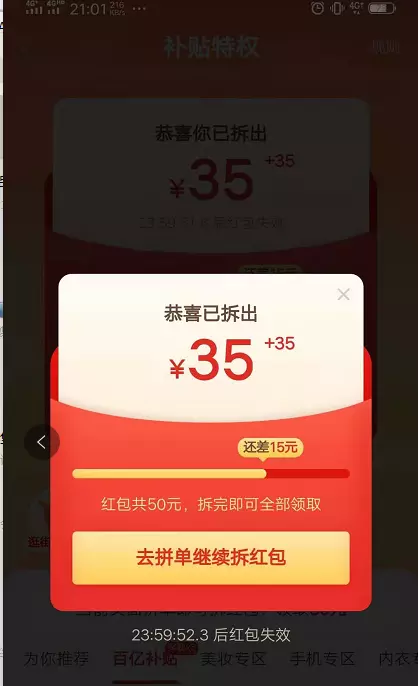 21:01
216
KB/s
补贴特权
规则
恭喜你已拆出
¥35 +35
还差15元
恭喜已拆出
¥35 +35
还差15元
红包共50元，拆完即可全部领取
去拼单继续拆红包
23:59:52.3 后红包失效
为你推荐 百亿补贴 美妆专区 手机专区 内衣